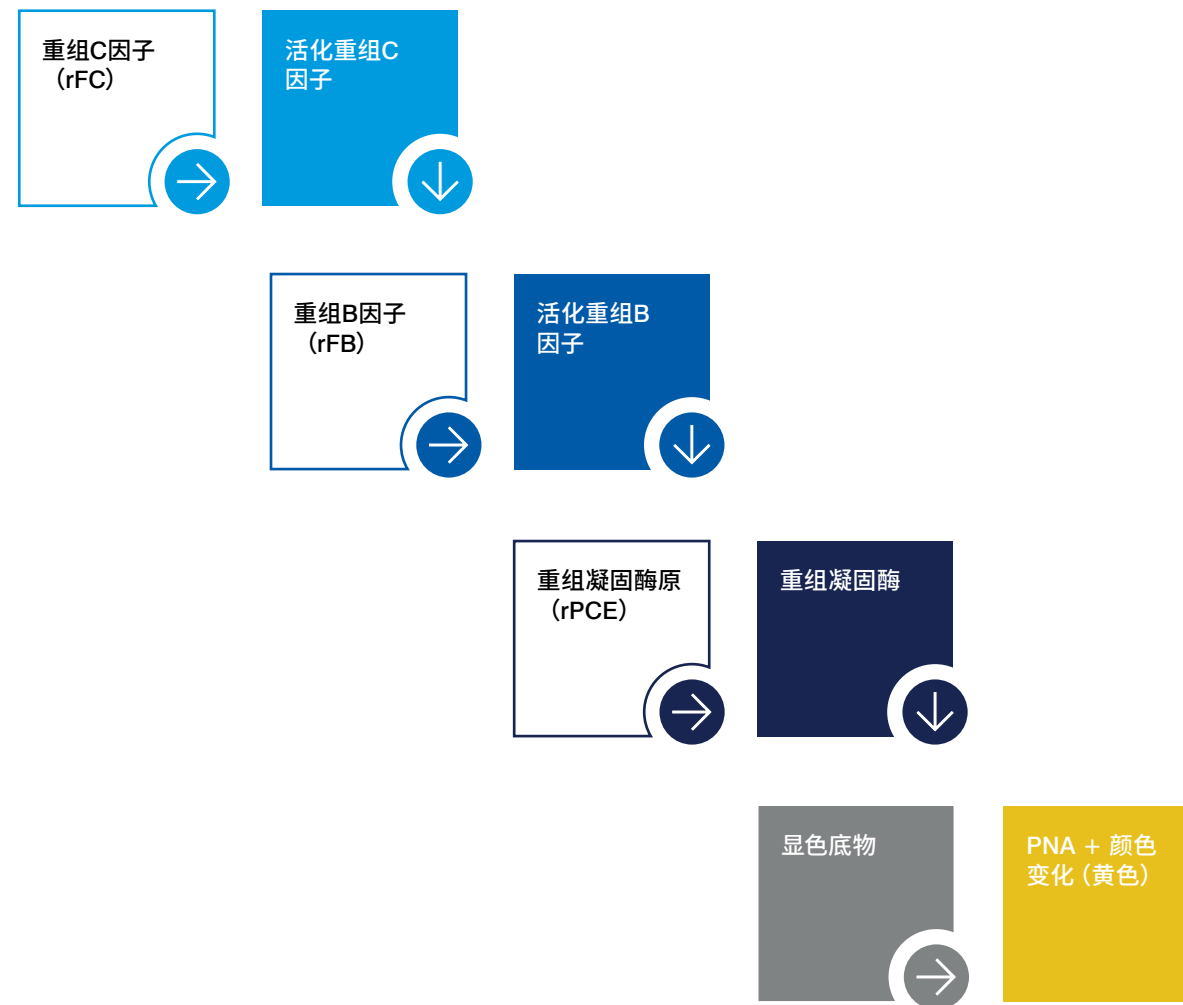 重组C因子
（rFC）
活化重组C
因子
重组B因子
（rFB）
活化重组B
因子
重组凝固酶原
（rPCE）
重组凝固酶
显色底物
PNA + 颜色
变化（黄色）